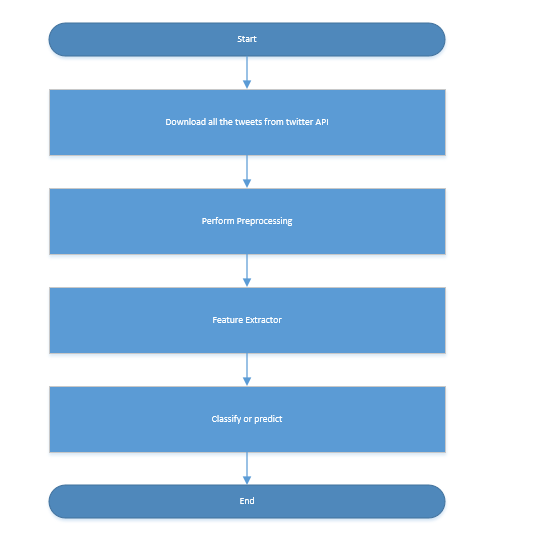 Start
Download all the tweets from twitter API
Perform Preprocessing
Feature Extractor
Classify or predict
End